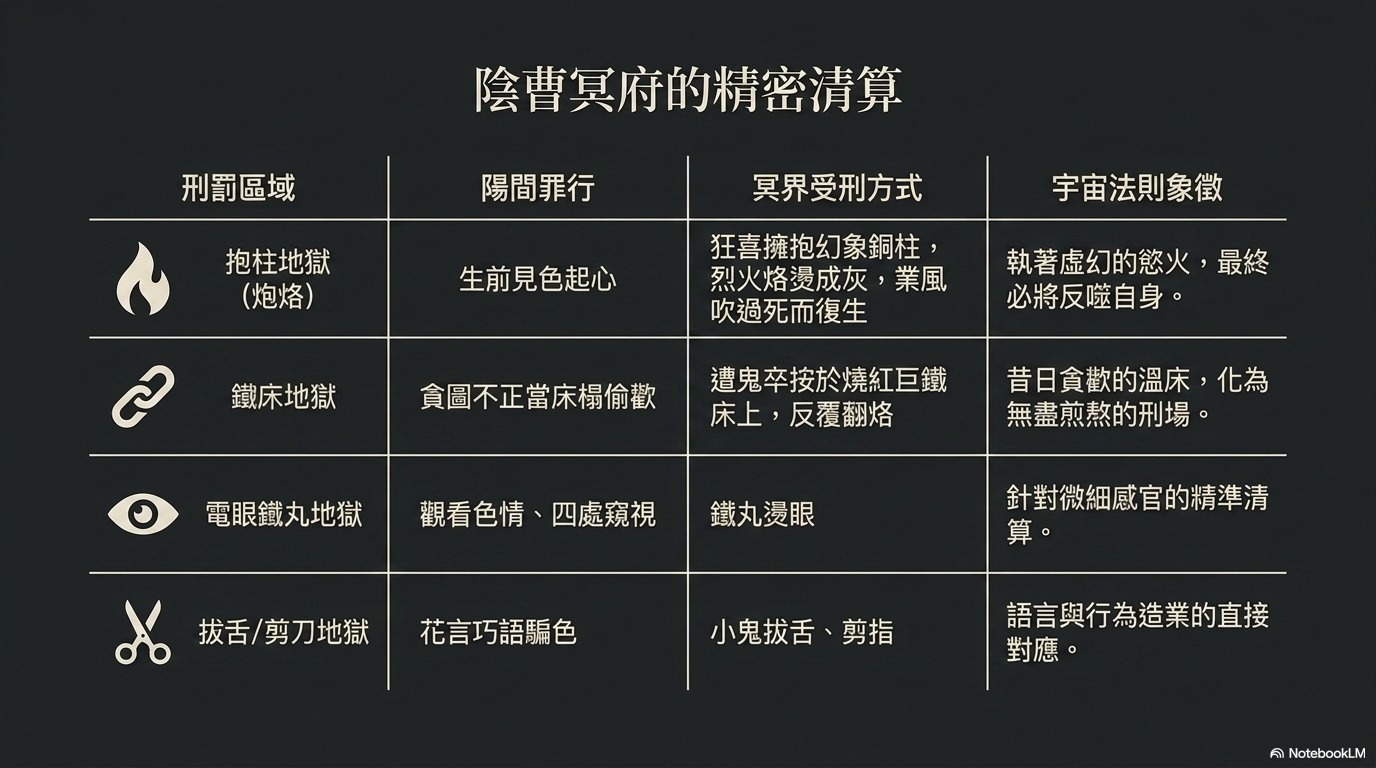 陰曹冥府的精密清算
刑罰區域
陽間罪行
冥界受刑方式
宇宙法則象徵
抱柱地獄
(炮烙)
生前見色起心
狂喜擁抱幻象銅柱，
烈火烙燙成灰，業風
吹過死而復生
執著虛幻的慾火，最終
必將反噬自身。
鐵床地獄
貪圖不正當床榻偷歡
遭鬼卒按於燒紅巨鐵
床上，反覆翻烙
昔日貪歡的溫床，化為
無盡煎熬的刑場。
電眼鐵丸地獄
觀看色情、四處窺視
鐵丸燙眼
針對微細感官的精準清
算。
拔舌/剪刀地獄
花言巧語騙色
小鬼拔舌、剪指
語言與行為造業的直接
對應。
NotebookLM